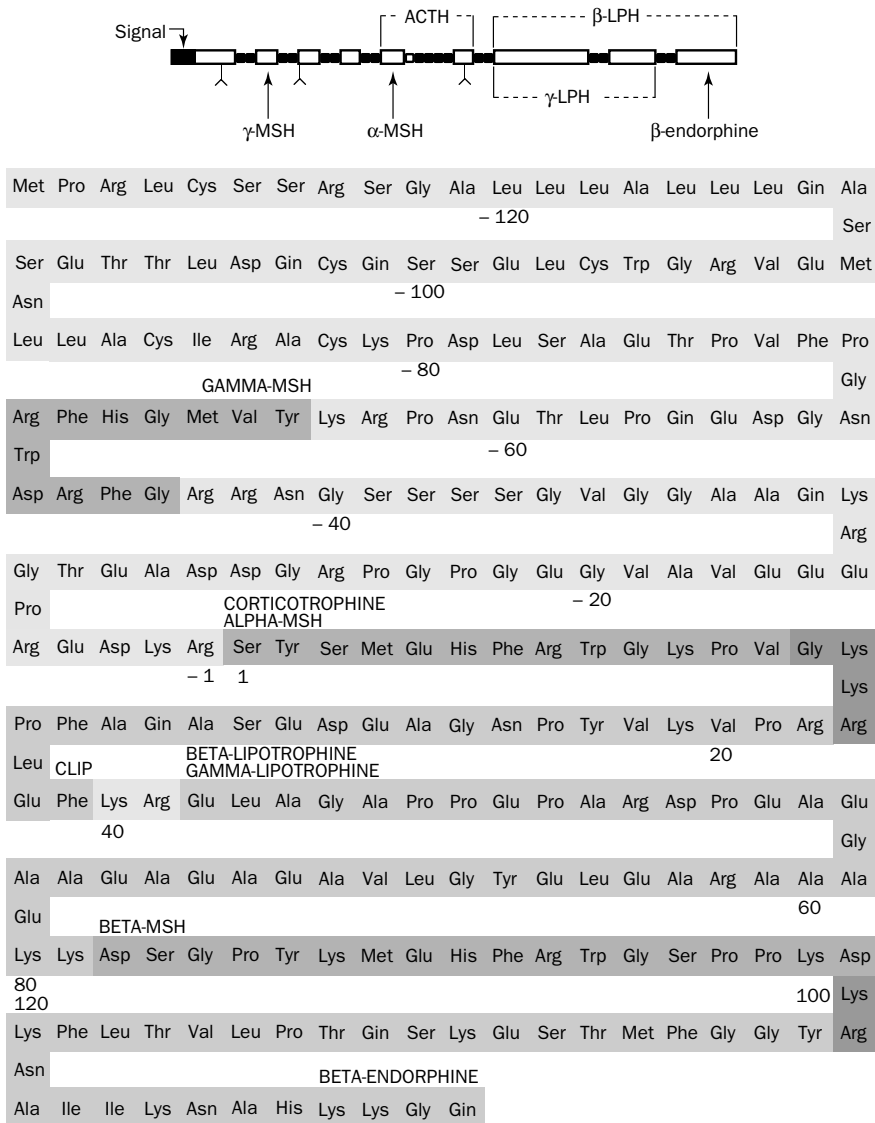 ACTH
β-LPH
Signal
γ-LPH
γ-MSH α-MSH β-endorphine
Met Pro Arg Leu Cys Ser Ser Arg Ser Gly Ala Leu Leu Leu Ala Leu Leu Leu Gin Ala
– 120 Ser
Ser Glu Thr Thr Leu Asp Gin Cys Gin Ser Ser Glu Leu Cys Trp Gly Arg Val Glu Met
Asn – 100
Leu Leu Ala Cys Ile Arg Ala Cys Lys Pro Asp Leu Ser Ala Glu Thr Pro Val Phe Pro
– 80 Gly
GAMMA-MSH
Arg Phe His Gly Met Val Tyr Lys Arg Pro Asn Glu Thr Leu Pro Gin Glu Asp Gly Asn
Trp – 60
Asp Arg Phe Gly Arg Arg Asn Gly Ser Ser Ser Ser Gly Val Gly Gly Ala Ala Gin Lys
– 40 Arg
Gly Thr Glu Ala Asp Asp Gly Arg Pro Gly Pro Gly Glu Gly Val Ala Val Glu Glu Glu
Pro CORTICOTROPHINE – 20
ALPHA-MSH
Arg Glu Asp Lys Arg Ser Tyr Ser Met Glu His Phe Arg Trp Gly Lys Pro Val Gly Lys
– 1 1 Lys
Pro Phe Ala Gin Ala Ser Glu Asp Glu Ala Gly Asn Pro Tyr Val Lys Val Pro Arg Arg
Leu CLIP BETA-LIPOTROPHINE 20
GAMMA-LIPOTROPHINE
Glu Phe Lys Arg Glu Leu Ala Gly Ala Pro Pro Glu Pro Ala Arg Asp Pro Glu Ala Glu
40 Gly
Ala Ala Glu Ala Glu Ala Glu Ala Val Leu Gly Tyr Glu Leu Glu Ala Arg Ala Ala Ala
Glu BETA-MSH 60
Lys Lys Asp Ser Gly Pro Tyr Lys Met Glu His Phe Arg Trp Gly Ser Pro Pro Lys Asp
80 100 Lys
120
Lys Phe Leu Thr Val Leu Pro Thr Gin Ser Lys Glu Ser Thr Met Phe Gly Gly Tyr Arg
Asn BETA-ENDORPHINE
Ala Ile Ile Lys Asn Ala His Lys Lys Gly Gin